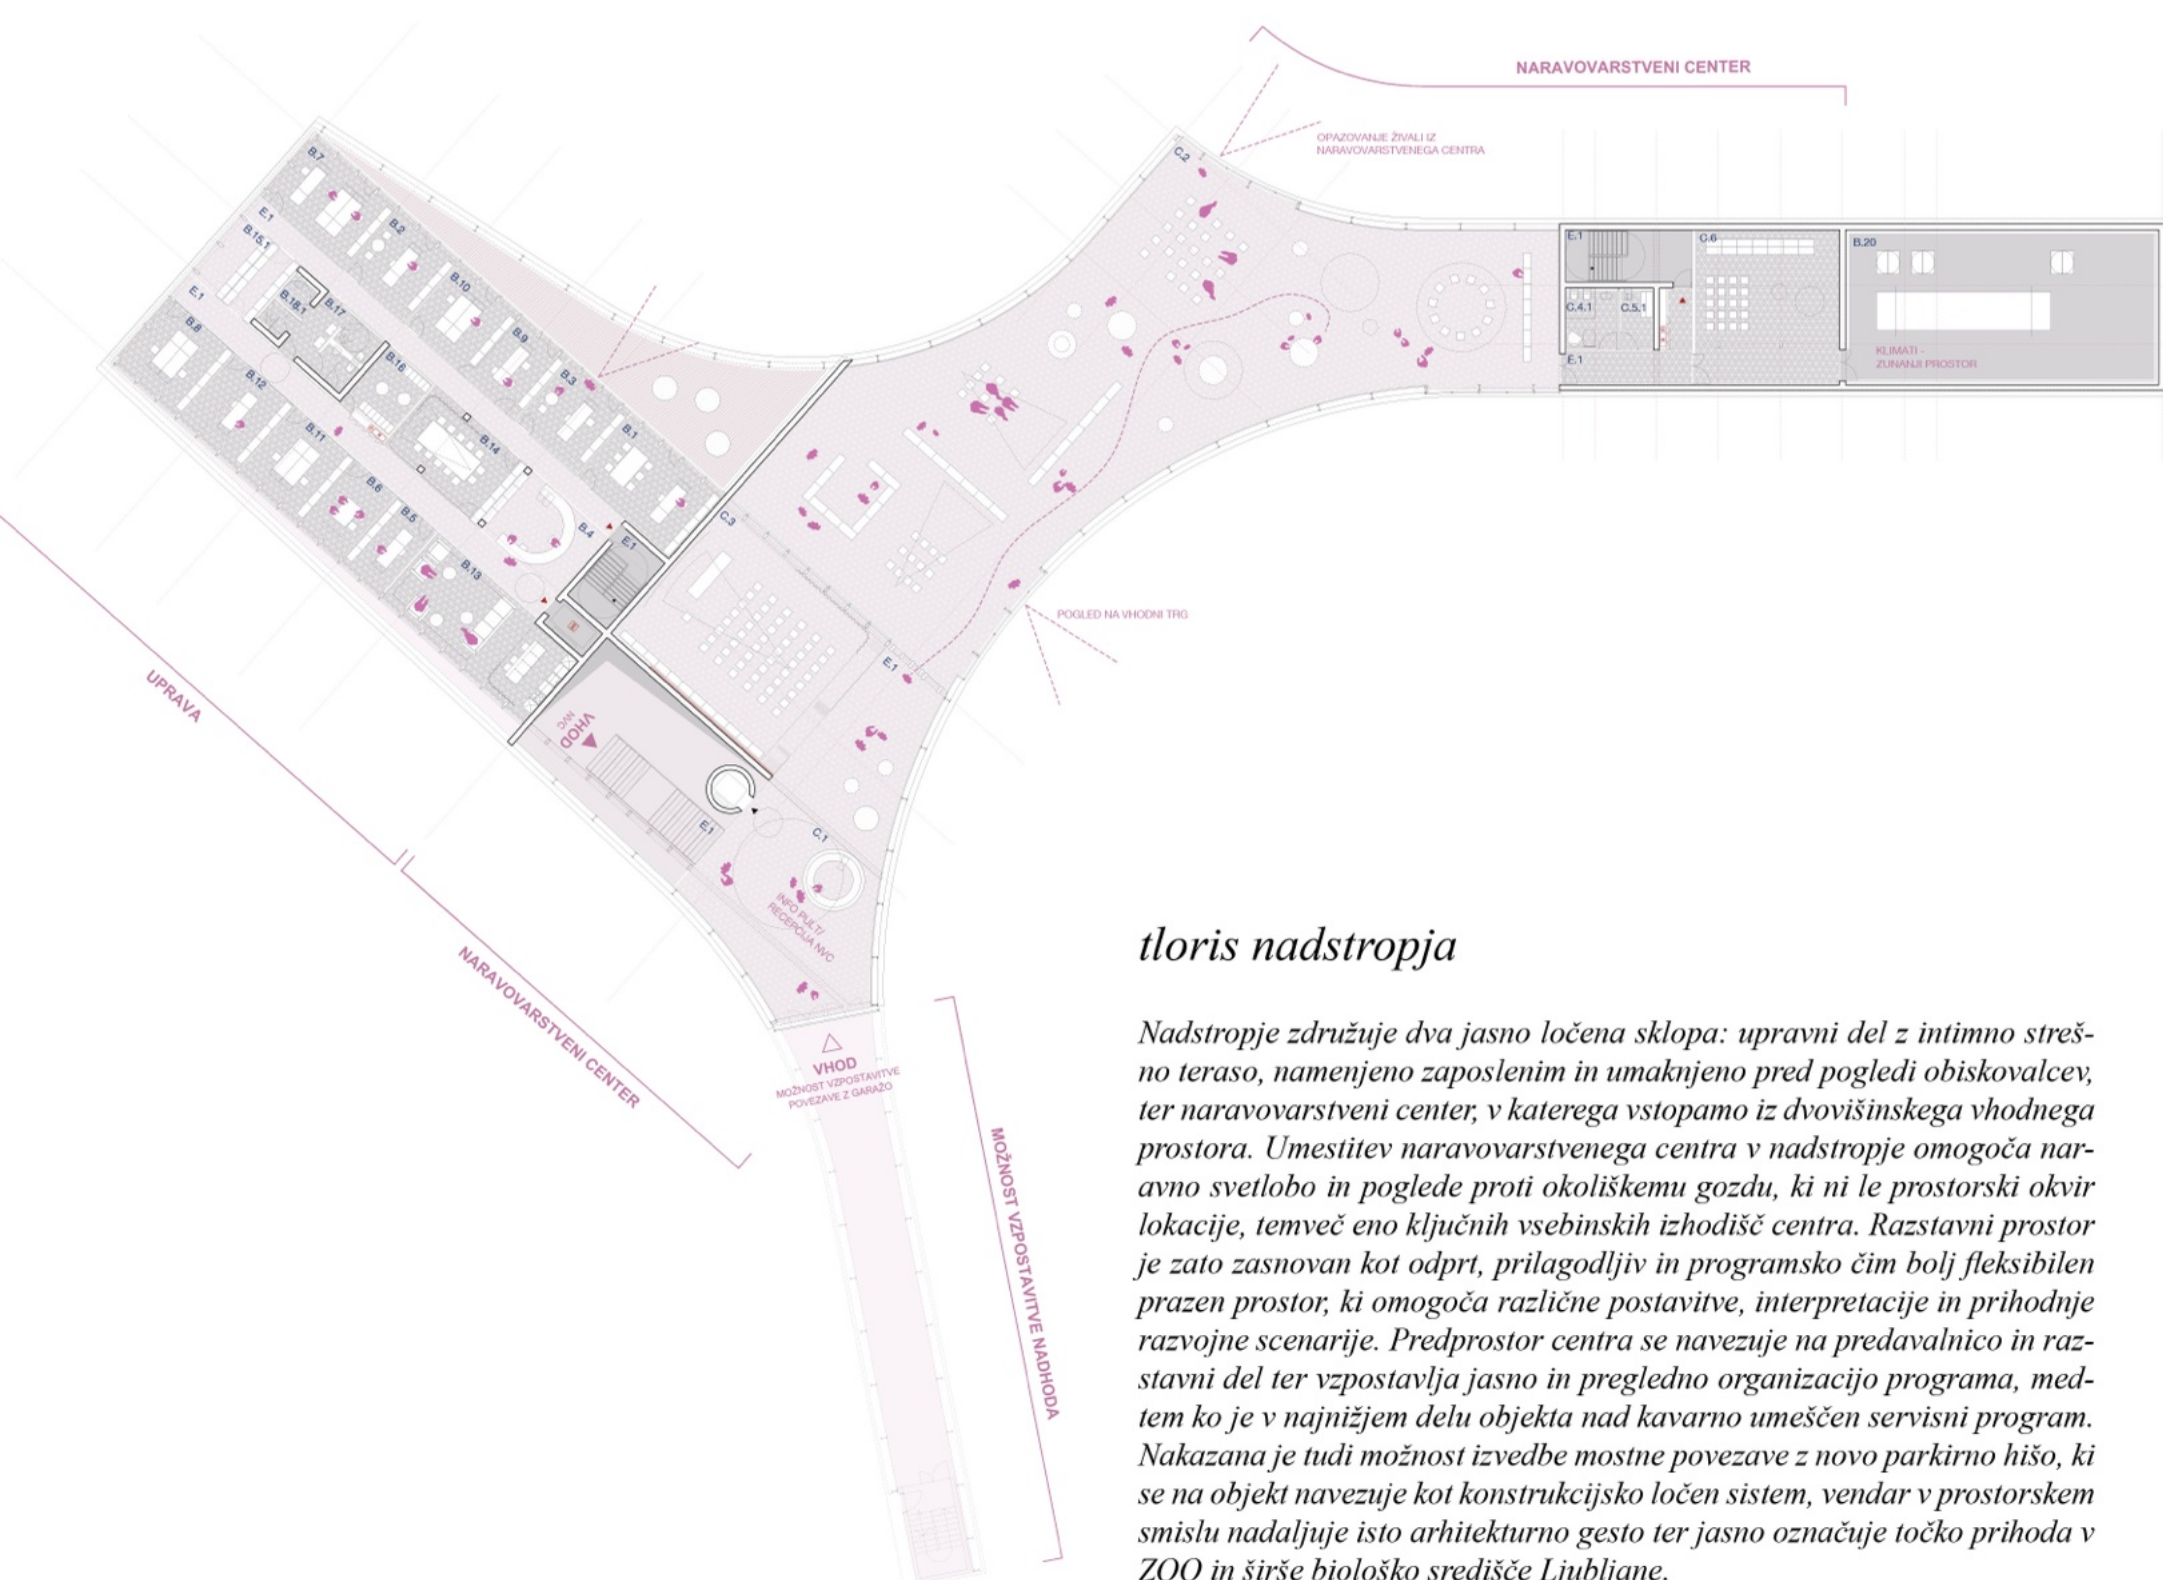 NARAVOVARSTVENI CENTER
OPAZOVANJE ŽIVALI IZ
NARAVOVARSTVENEGA CENTRA
C.2
B.7
B.2
E.1
B.15.1
B.10
E.1
B.18.1
B.17
B.9
B.8
B.16
B.3
B.12
B.1
B.11
B.14
B.6
B.5
B.4
E.1
B.13
C.3
E.1
C.6
B.20
C.4.1
C.5.1
E.1
KLIMATI -
ZUNANJI PROSTOR
POGLED NA VHODNI TRG
E.1
UPRAVA
VHOD
NVC
E.1
C.1
INFO PULT/
RECEPCIJA NVC
NARAVOVARSTVENI CENTER
VHOD
MOŽNOST VZPOSTAVITVE
POVEZAVE Z GARAŽO
MOŽNOST VZPOSTAVITVE NADHODA
tloris nadstropja
Nadstropje združuje dva jasno ločena sklopa: upravni del z intimno streš-
no teraso, namenjeno zaposlenim in umaknjeno pred pogledi obiskovalcev,
ter naravovarstveni center, v katerega vstopamo iz dvovišinskega vhodnega
prostora. Umestitev naravovarstvenega centra v nadstropje omogoča nar-
avno svetlobo in poglede proti okoliškemu gozdu, ki ni le prostorski okvir
lokacije, temveč eno ključnih vsebinskih izhodišč centra. Razstavni prostor
je zato zasnovan kot odprt, prilagodljiv in programsko čim bolj fleksibilen
prazen prostor, ki omogoča različne postavitve, interpretacije in prihodnje
razvojne scenarije. Predprostor centra se navezuje na predavalnico in raz-
stavni del ter vzpostavlja jasno in pregledno organizacijo programa, med-
tem ko je v najnižjem delu objekta nad kavarno umeščen servisni program.
Nakazana je tudi možnost izvedbe mostne povezave z novo parkirno hišo, ki
se na objekt navezuje kot konstrukcijsko ločen sistem, vendar v prostorskem
smislu nadaljuje isto arhitekturno gesto ter jasno označuje točko prihoda v
ZOO in širše biološko središče Ljubljane.